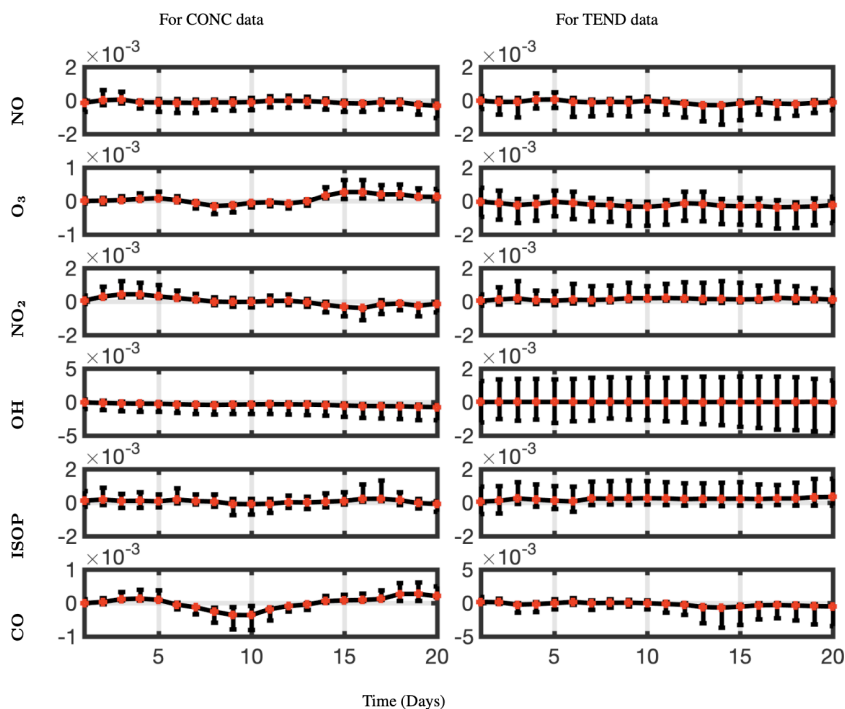 For CONC data For TEND data
×10⁻³ ×10⁻³
2 2
NO 0 0
-2 -2
×10⁻³ ×10⁻³
1 2
O₃ 0 0
-1 -2
×10⁻³ ×10⁻³
2 2
NO₂ 0 0
-2 -2
×10⁻³ ×10⁻³
5 2
OH 0 0
-5 -2
×10⁻³ ×10⁻³
2 2
ISOP 0 0
-2 -2
×10⁻³ ×10⁻³
1 5
CO 0 0
-1 -5
5 10 15 20 5 10 15 20
Time (Days)